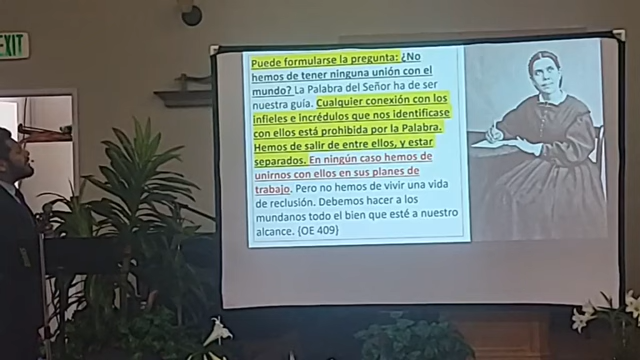 EXIT
Puede formularse la pregunta: ¿No
hemos de tener ninguna unión con el
mundo? La Palabra del Señor ha de ser
nuestra guía. Cualquier conexión con los
infieles e incrédulos que nos identificase
con ellos está prohibida por la Palabra.
Hemos de salir de entre ellos, y estar
separados. En ningún caso hemos de
unirnos con ellos en sus planes de
trabajo. Pero no hemos de vivir una vida
de reclusión. Debemos hacer a los
mundanos todo el bien que esté a nuestro
alcance. {OE 409}